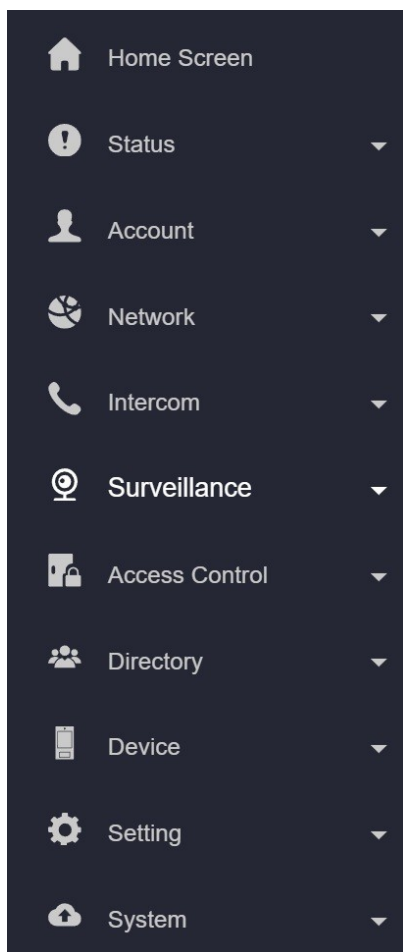 Home Screen
Status
Account
Network
Intercom
Surveillance
Access Control
Directory
Device
Setting
System